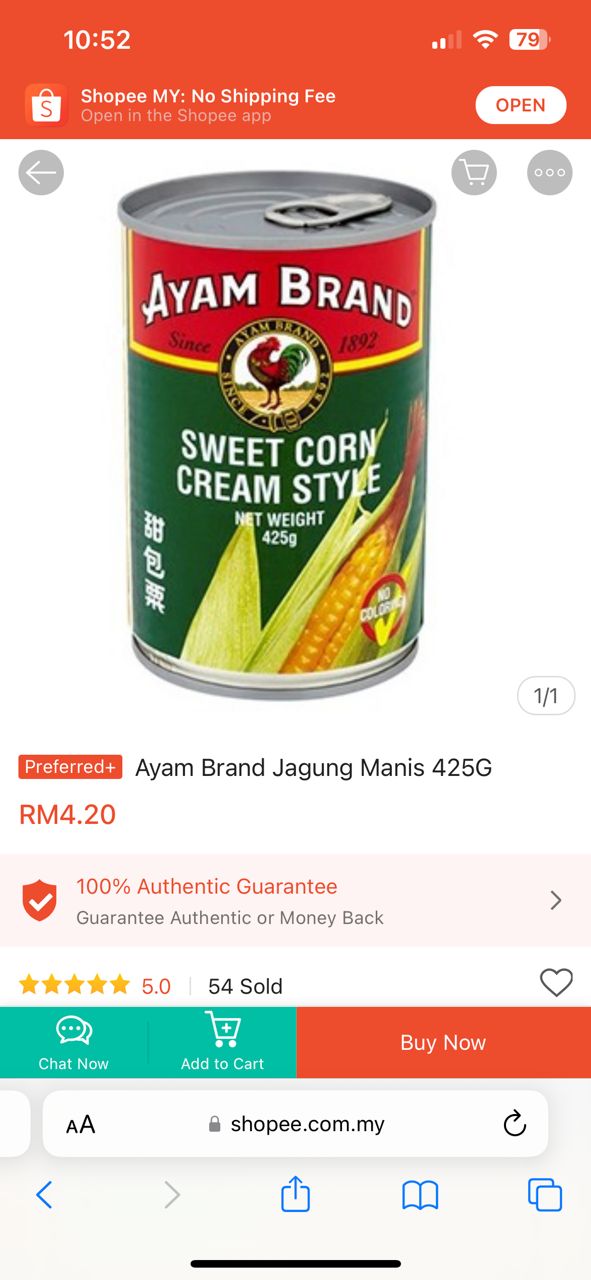 10:52
79
Shopee MY: No Shipping Fee
Open in the Shopee app
OPEN
AYAM BRAND
Since 1892
AYAM BRAND
SINCE 1892
SWEET CORN
CREAM STYLE
NET WEIGHT
425g
甜
包
粟
NO
COLORING
1/1
Preferred+ Ayam Brand Jagung Manis 425G
RM4.20
100% Authentic Guarantee
Guarantee Authentic or Money Back
5.0 54 Sold
Chat Now
Add to Cart
Buy Now
AA shopee.com.my